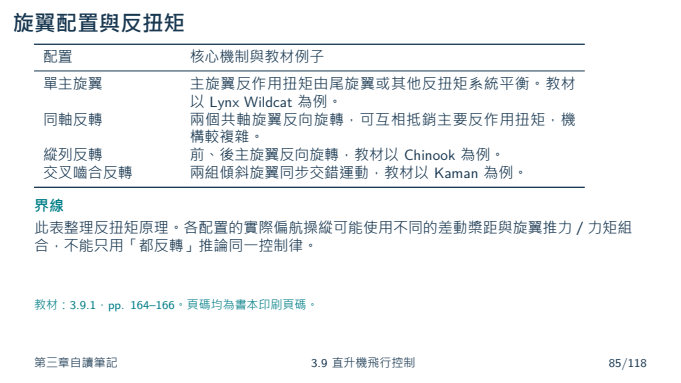 旋翼配置與反扭矩
配置 核心機制與教材例子
單主旋翼 主旋翼反作用扭矩由尾旋翼或其他反扭矩系統平衡。教材
以 Lynx Wildcat 為例。
同軸反轉 兩個共軸旋翼反向旋轉，可互相抵銷主要反作用扭矩，機
構較複雜。
縱列反轉 前、後主旋翼反向旋轉，教材以 Chinook 為例。
交叉嚙合反轉 兩組傾斜旋翼同步交錯運動，教材以 Kaman 為例。
界線
此表整理反扭矩原理。各配置的實際偏航操縱可能使用不同的差動槳距與旋翼推力 / 力矩組
合，不能只用「都反轉」推論同一控制律。
教材：3.9.1，pp. 164–166。頁碼均為書本印刷頁碼。
第三章自讀筆記 3.9 直升機飛行控制 85/118